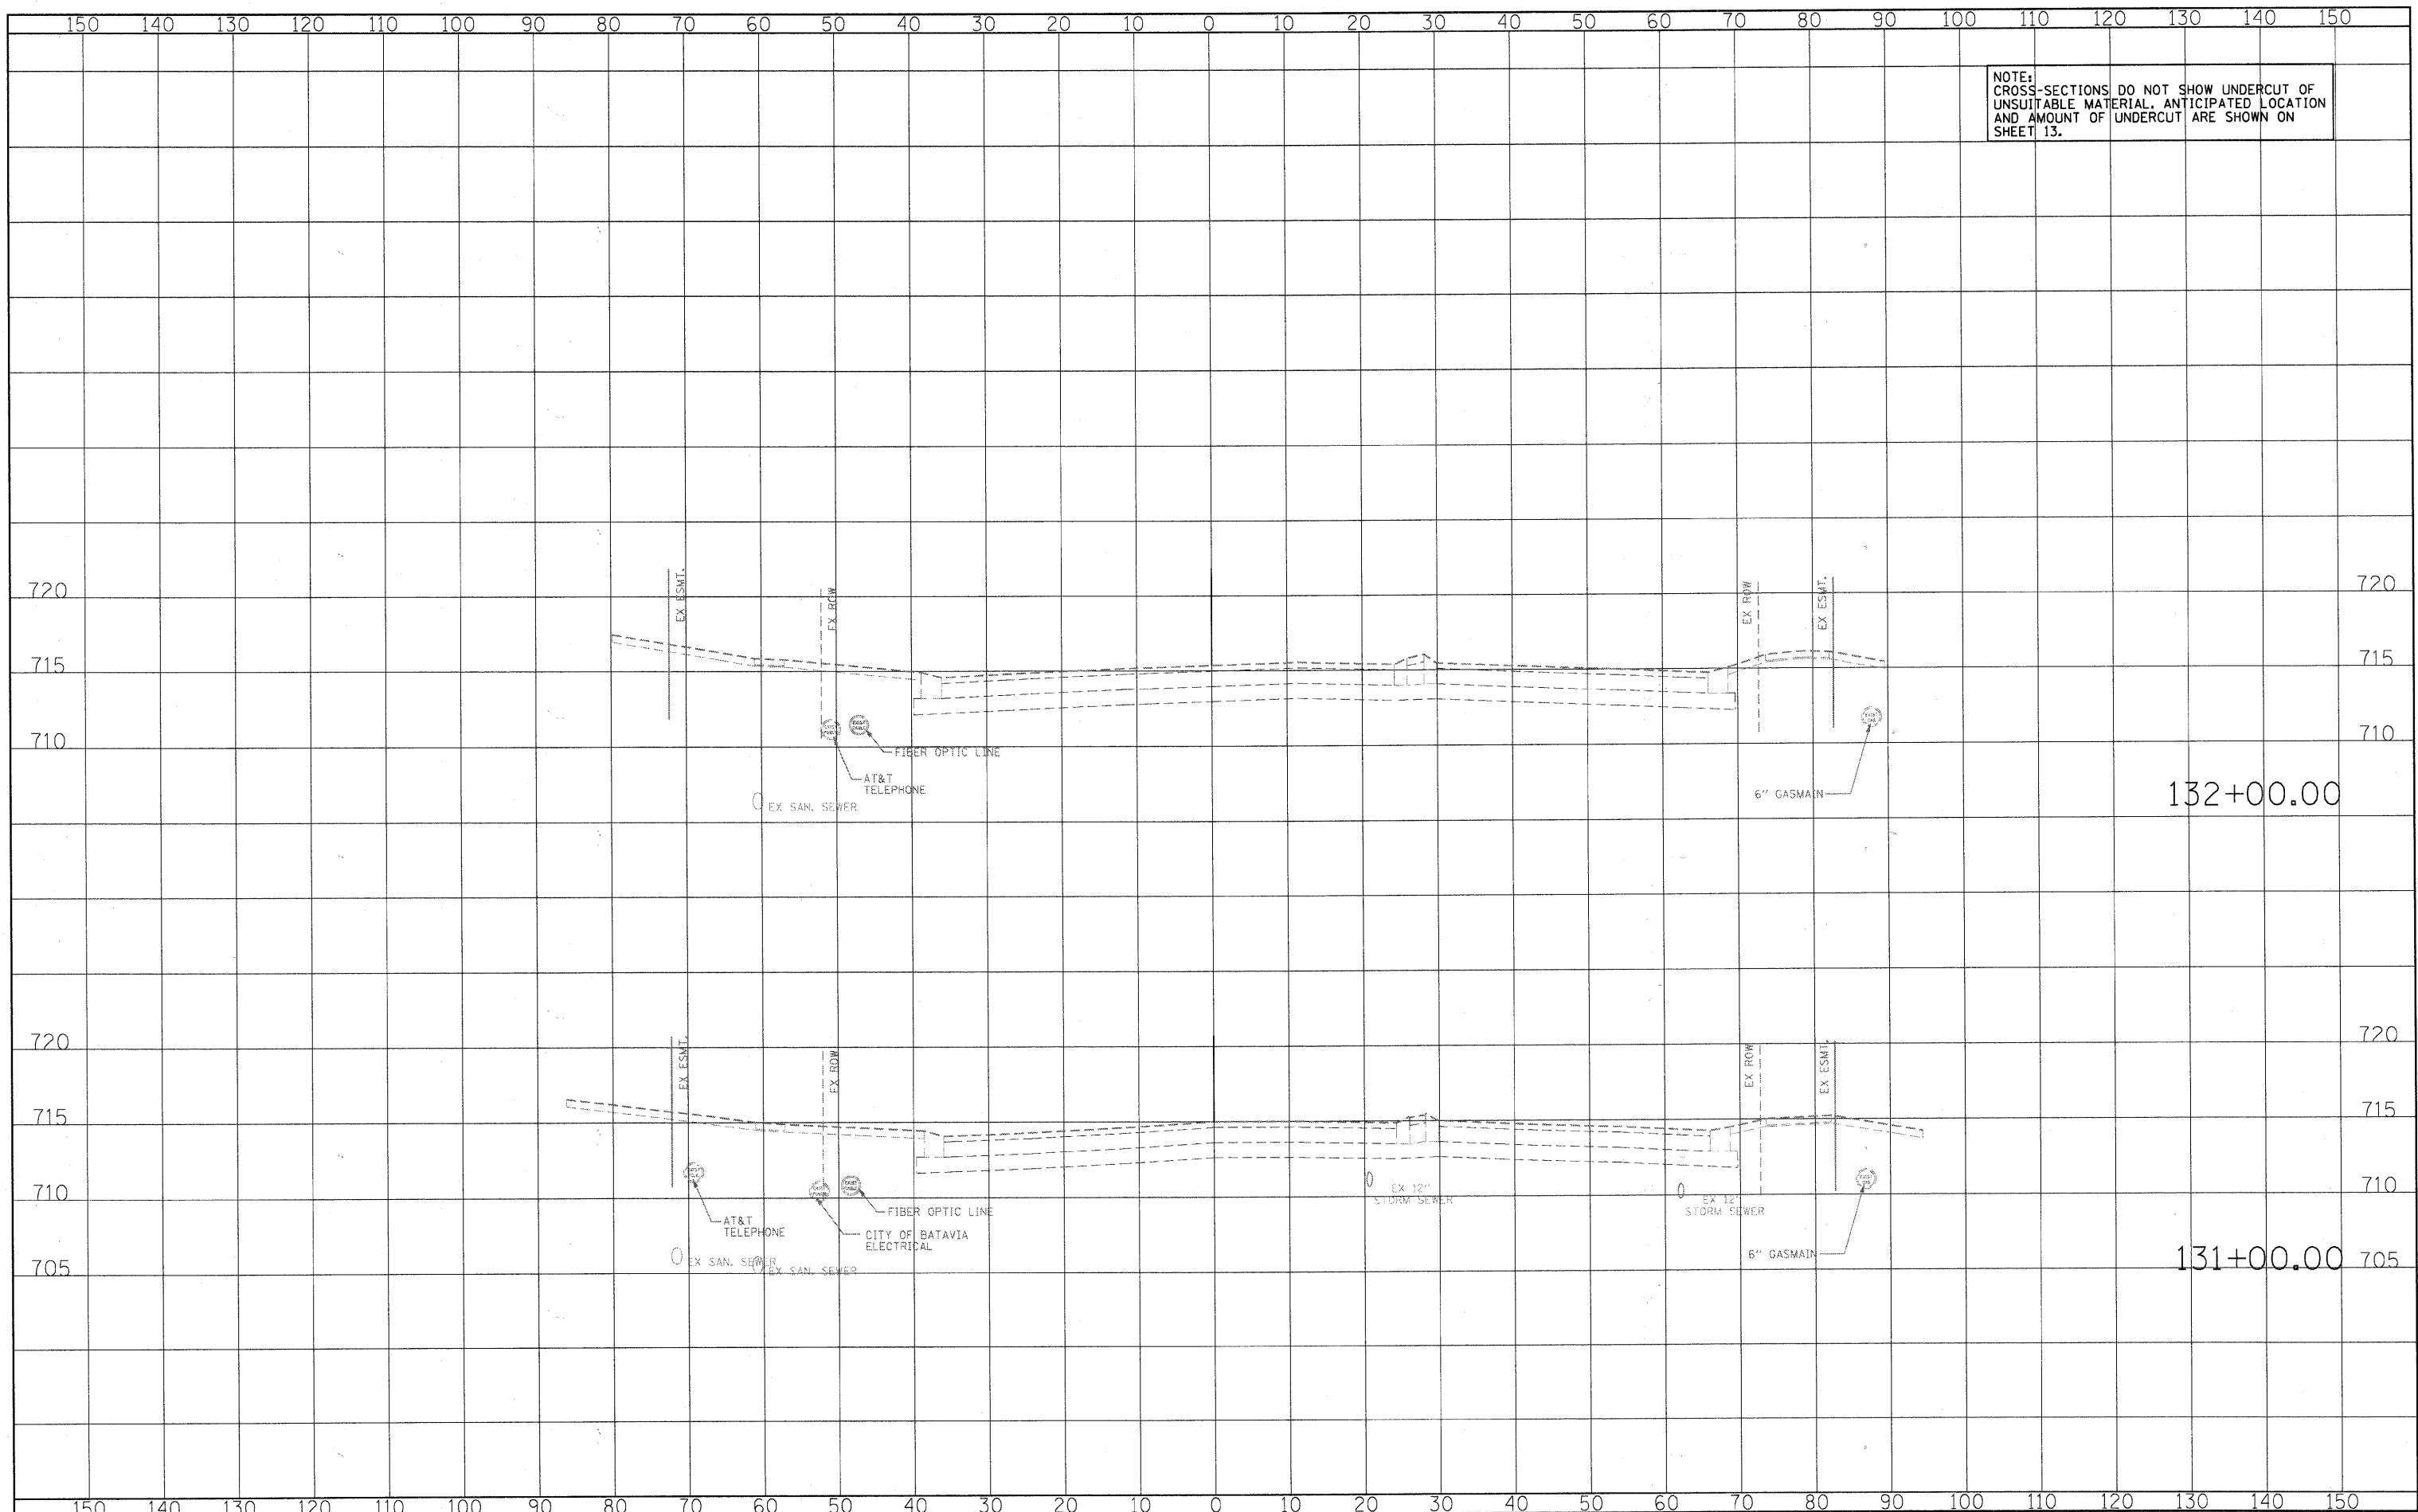 150 140 130 120 110 100 90 80 70 60 50 40 30 20 10 0 10 20 30 40 50 60 70 80 90 100 110 120 130 140 150
NOTE:
CROSS-SECTIONS DO NOT SHOW UNDERCUT OF
UNSUITABLE MATERIAL. ANTICIPATED LOCATION
AND AMOUNT OF UNDERCUT ARE SHOWN ON
SHEET 13.
EX ESMT.
EX ROW
EX ROW
EX ESMT.
720
720
715
715
710
710
FIBER OPTIC LINE
AT&T
TELEPHONE
EX SAN. SEWER
6" GASMAIN
132+00.00
EX ESMT.
EX ROW
EX ROW
EX ESMT.
720
720
715
715
710
710
AT&T
TELEPHONE
FIBER OPTIC LINE
CITY OF BATAVIA
ELECTRICAL
EX 12"
STORM SEWER
EX 12"
STORM SEWER
EX SAN. SEWER
EX SAN. SEWER
6" GASMAIN
131+00.00
705
705
150 140 130 120 110 100 90 80 70 60 50 40 30 20 10 0 10 20 30 40 50 60 70 80 90 100 110 120 130 140 150